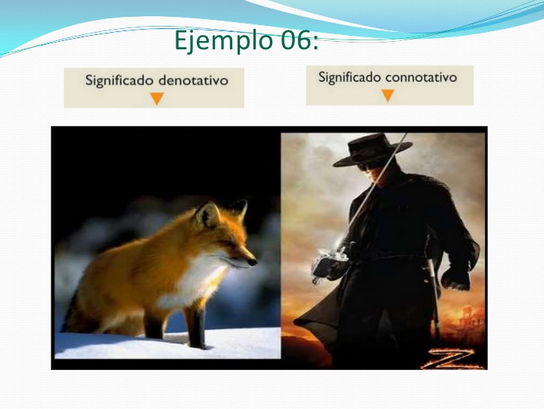 Ejemplo 06:
Significado denotativo
Significado connotativo
Z